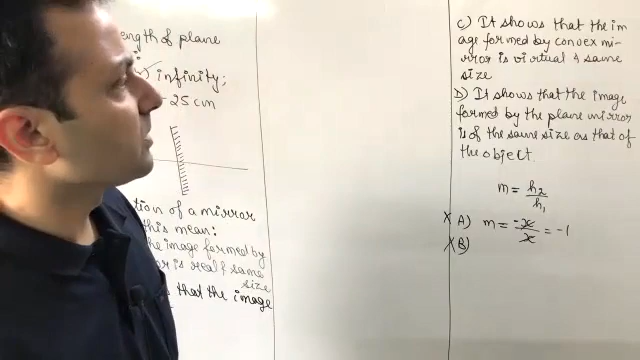 ength of plane
infinity;
-25 cm
tion of a mirror
this mean:
he image formed by
or is real & same
size
s that the image
C) It shows that the im
age formed by convex mi-
rror is virtual & same
size
D) It shows that the image
formed by the plane mirror
is of the same size as that of
the object.
m = h2/h1
x A) m = -x/x = -1
x B)